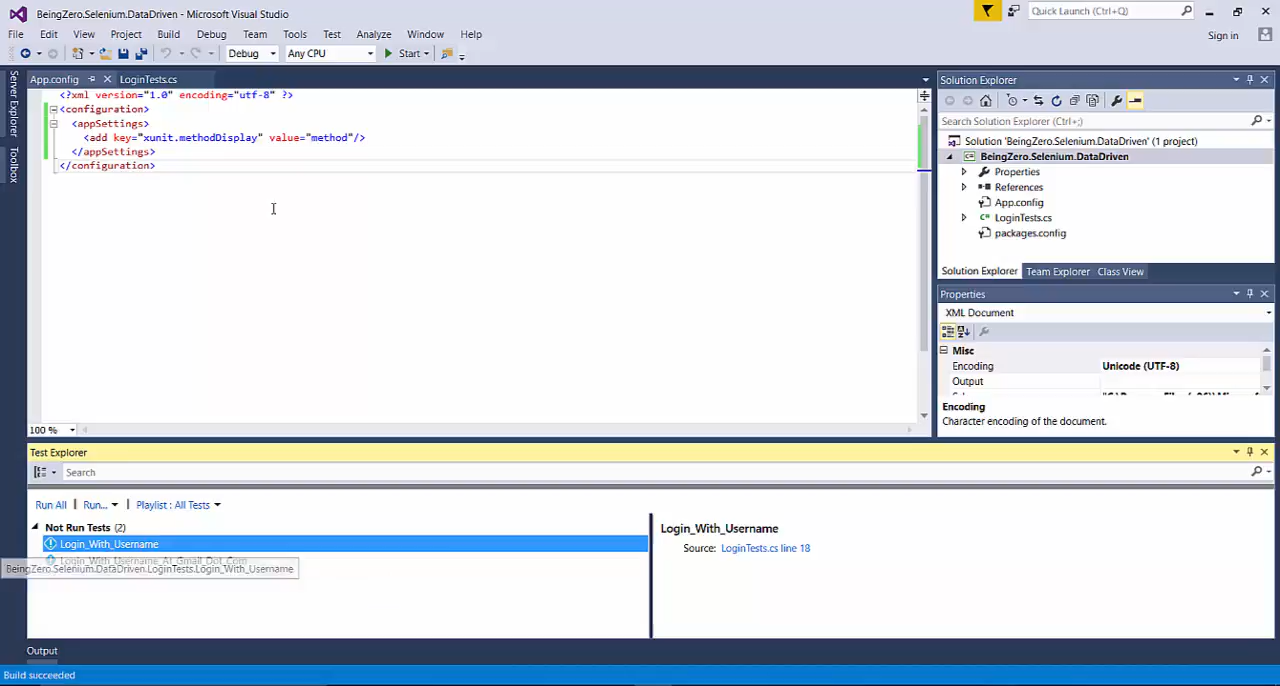 BeingZero.Selenium.DataDriven - Microsoft Visual Studio
Quick Launch (Ctrl+Q)
File Edit View Project Build Debug Team Tools Test Analyze Window Help
Sign in
Debug Any CPU Start
Server Explorer
Toolbox
App.config LoginTests.cs
<?xml version="1.0" encoding="utf-8" ?>
<configuration>
<appSettings>
<add key="xunit.methodDisplay" value="method"/>
</appSettings>
</configuration>
100 %
Solution Explorer
Search Solution Explorer (Ctrl+;)
Solution 'BeingZero.Selenium.DataDriven' (1 project)
BeingZero.Selenium.DataDriven
Properties
References
App.config
LoginTests.cs
packages.config
Solution Explorer Team Explorer Class View
Properties
XML Document
Misc
Encoding Unicode (UTF-8)
Output
Encoding
Character encoding of the document.
Test Explorer
Search
Run All Run... Playlist : All Tests
Not Run Tests (2)
Login_With_Username
Login_With_Username_At_Gmail_Dot_Com
BeingZero.Selenium.DataDriven.LoginTests.Login_With_Username
Login_With_Username
Source: LoginTests.cs line 18
Output
Build succeeded